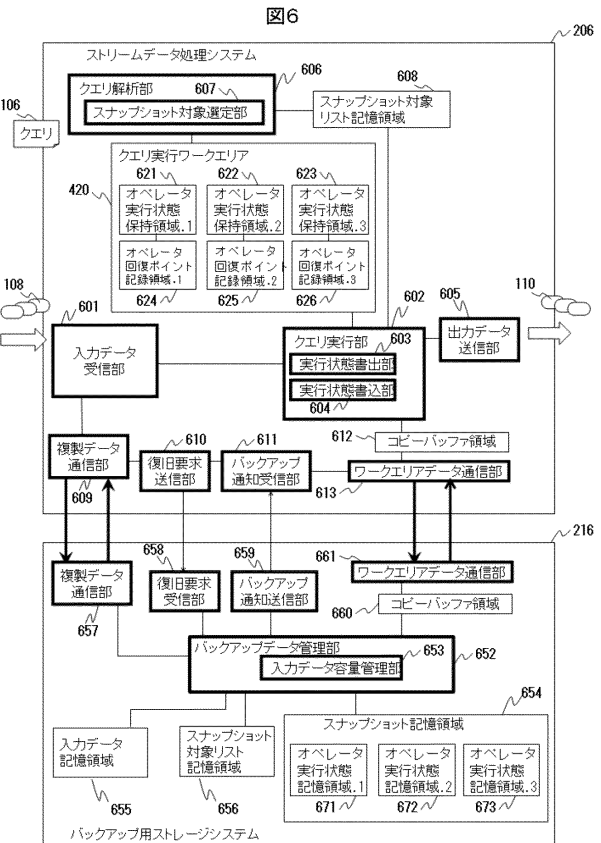 図6
206
ストリームデータ処理システム
606
608
クエリ解析部
607
スナップショット対象選定部
スナップショット対象
リスト記憶領域
106
クエリ
クエリ実行ワークエリア
420
621
622
623
オペレータ
実行状態
保持領域.1
オペレータ
実行状態
保持領域.2
オペレータ
実行状態
保持領域.3
オペレータ
回復ポイント
記録領域.1
オペレータ
回復ポイント
記録領域.2
オペレータ
回復ポイント
記録領域.3
624
625
626
108
110
601
602
605
入力データ
受信部
クエリ実行部
603
実行状態書出部
実行状態書込部
604
出力データ
送信部
612
コピーバッファ領域
複製データ
通信部
609
610
復旧要求
送信部
611
バックアップ
通知受信部
ワークエリアデータ通信部
613
216
複製データ
通信部
657
658
復旧要求
受信部
659
バックアップ
通知送信部
661
ワークエリアデータ通信部
660
コピーバッファ領域
バックアップデータ管理部
653
652
入力データ容量管理部
654
スナップショット記憶領域
入力データ
記憶領域
655
スナップショット
対象リスト
記憶領域
656
オペレータ
実行状態
記憶領域.1
671
オペレータ
実行状態
記憶領域.2
672
オペレータ
実行状態
記憶領域.3
673
バックアップ用ストレージシステム